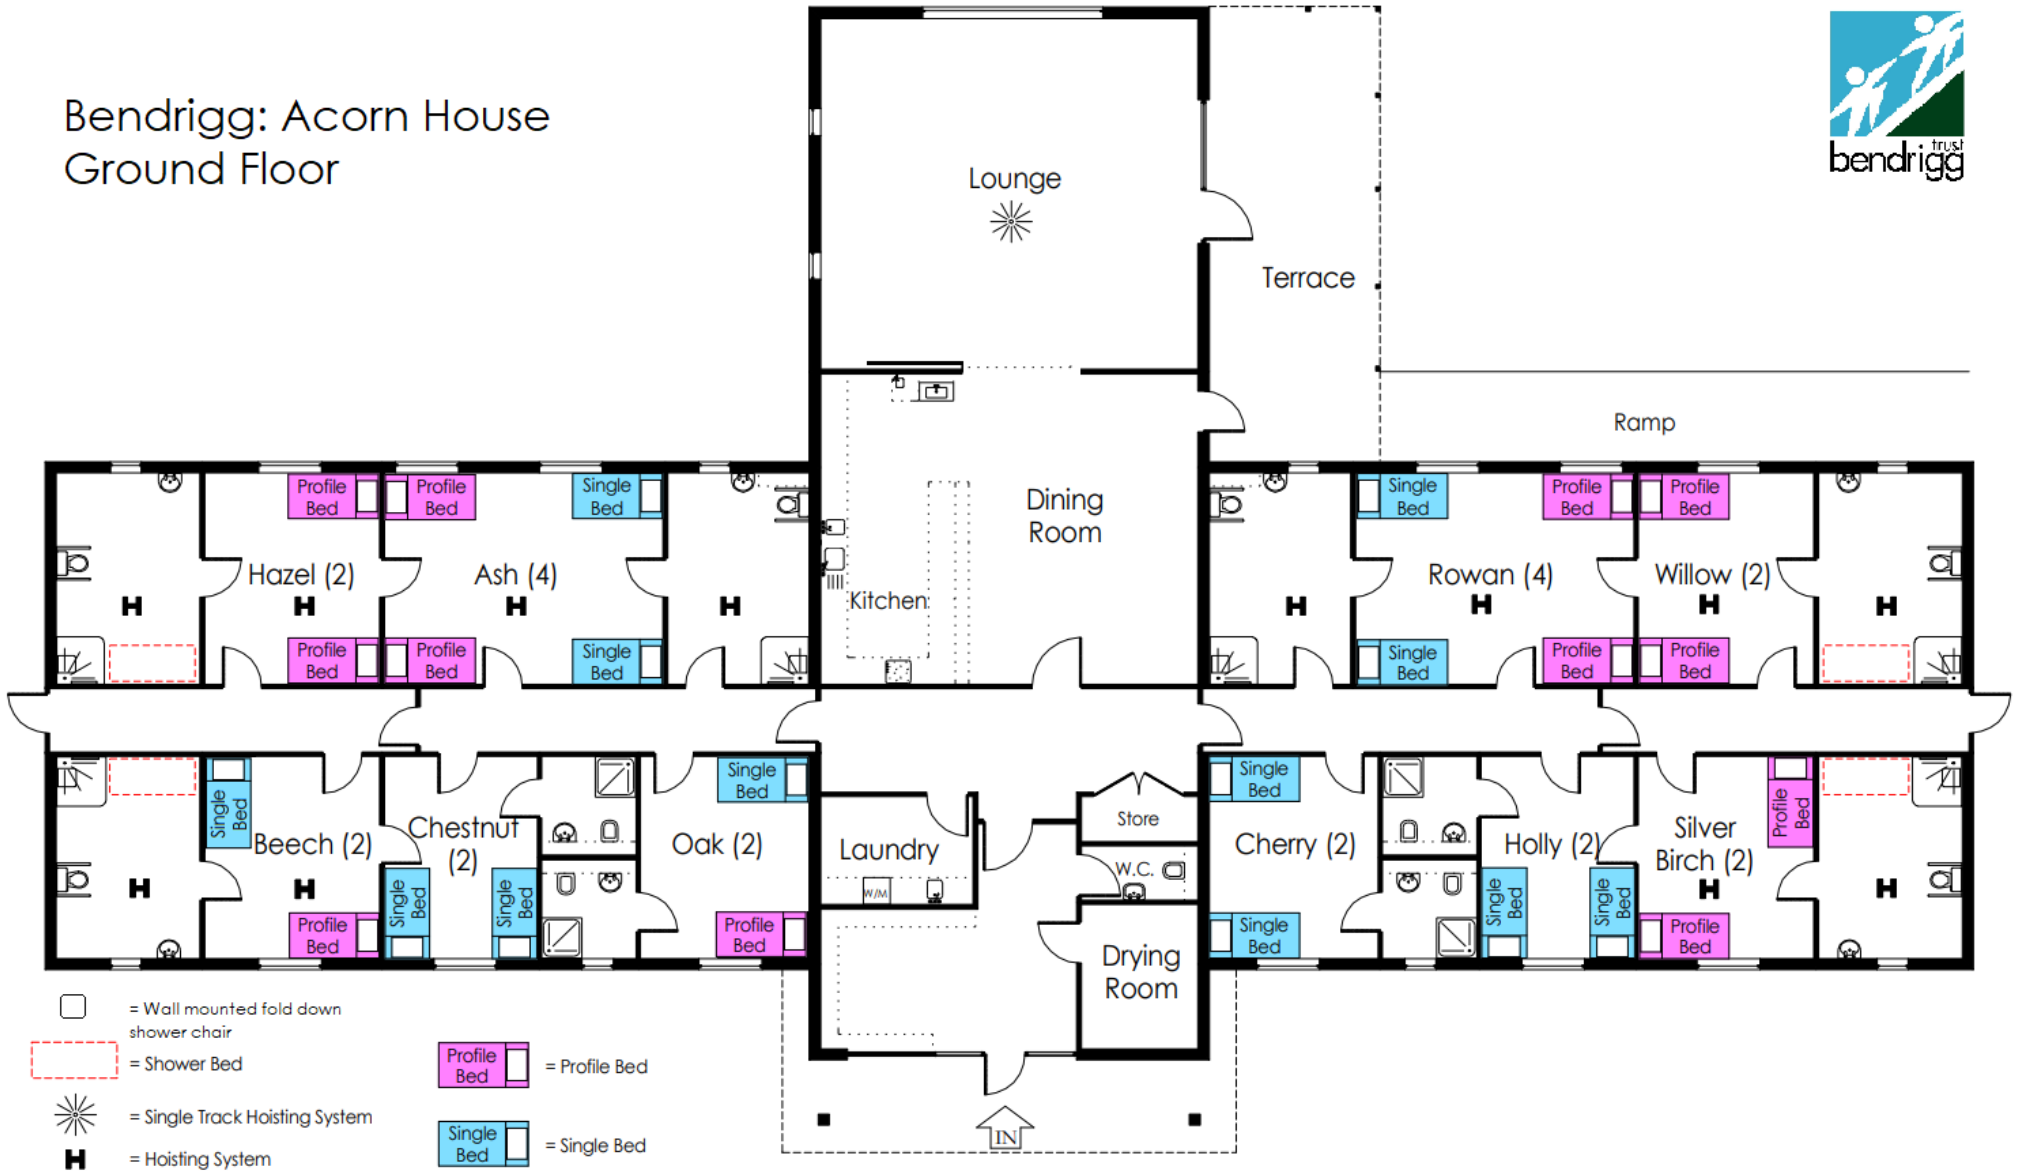 Bendrigg: Acorn House
Ground Floor
trust
bendrigg
Lounge
Terrace
Ramp
Profile
Bed
Profile
Bed
Single
Bed
Single
Bed
Profile
Bed
Profile
Bed
Dining
Room
Hazel (2)
Ash (4)
Kitchen
Rowan (4)
Willow (2)
H
H
H
H
H
H
H
H
Profile
Bed
Profile
Bed
Single
Bed
Single
Bed
Profile
Bed
Profile
Bed
Single
Bed
Single
Bed
Single
Bed
Profile
Bed
Beech (2)
Chestnut
(2)
Oak (2)
Laundry
W/M
Store
W.C.
Cherry (2)
Holly (2)
Silver
Birch (2)
H
H
H
H
Profile
Bed
Single
Bed
Single
Bed
Profile
Bed
Single
Bed
Single
Bed
Single
Bed
Profile
Bed
Drying
Room
IN
= Wall mounted fold down
shower chair
= Shower Bed
= Single Track Hoisting System
H = Hoisting System
Profile
Bed
= Profile Bed
Single
Bed
= Single Bed